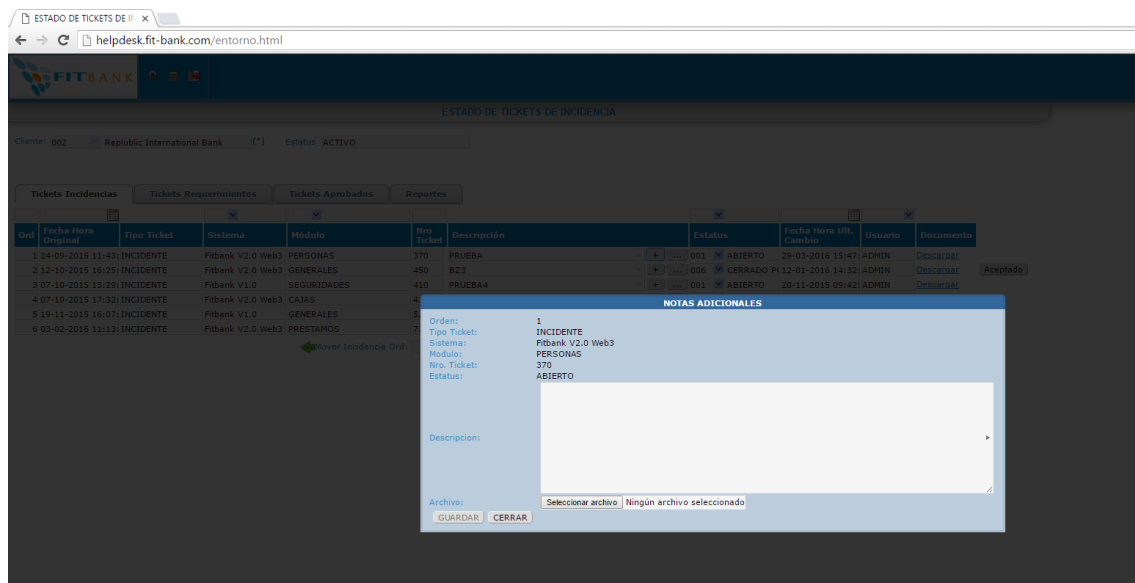 ESTADO DE TICKETS DE IN
helpdesk.fit-bank.com/entorno.html
FITBANK
ESTADO DE TICKETS DE INCIDENCIA
Cliente: 002 Replublic International Bank (*) Estatus ACTIVO
Tickets Incidencias Tickets Requerimientos Tickets Aprobados Reportes
Ord Fecha Hora Original Tipo Ticket Sistema Módulo Nro Ticket Descripción Estatus Fecha Hora Ult. Cambio Usuario Documento
1 24-09-2015 11:43: INCIDENTE Fitbank V2.0 Web3 PERSONAS 370 PRUEBA + ... 001 ABIERTO 29-03-2016 15:47: ADMIN Descargar
2 12-10-2015 16:25: INCIDENTE Fitbank V2.0 Web3 GENERALES 450 BZ3 + ... 006 CERRADO P 12-01-2016 14:32: ADMIN Descargar Aceptado
3 07-10-2015 15:29: INCIDENTE Fitbank V1.0 SEGURIDADES 410 PRUEBA4 + ... 001 ABIERTO 20-11-2015 09:42: ADMIN Descargar
4 07-10-2015 17:32: INCIDENTE Fitbank V2.0 Web3 CAJAS
5 19-11-2015 16:07: INCIDENTE Fitbank V1.0 GENERALES
6 03-02-2016 11:13: INCIDENTE Fitbank V2.0 Web3 PRESTAMOS
Mover Incidencia Ord:
NOTAS ADICIONALES
Orden: 1
Tipo Ticket: INCIDENTE
Sistema: Fitbank V2.0 Web3
Modulo: PERSONAS
Nro. Ticket: 370
Estatus: ABIERTO
Descripcion:
Archivo: Seleccionar archivo Ningún archivo seleccionado
GUARDAR CERRAR